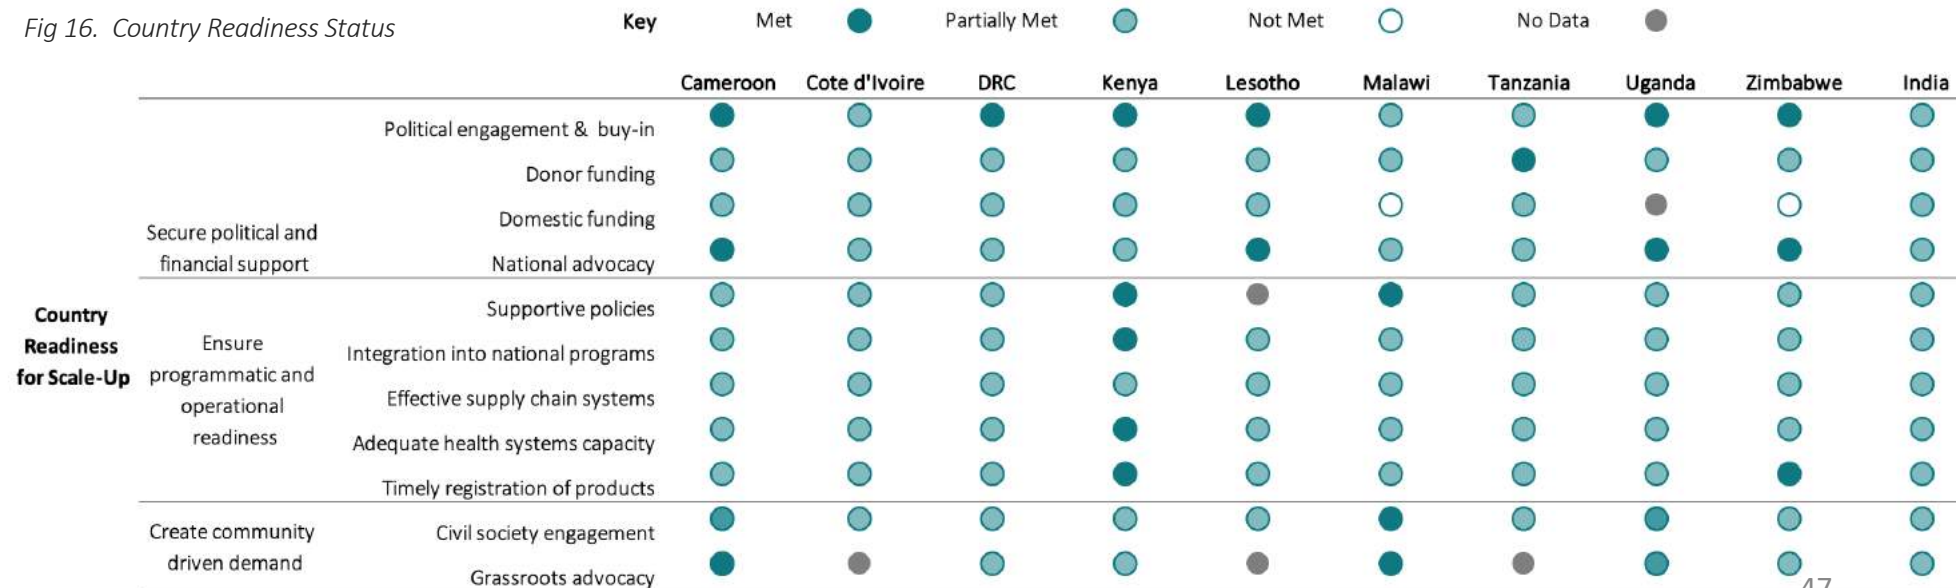 Fig 16. Country Readiness Status
Key Met Partially Met Not Met No Data
Cameroon Cote d'Ivoire DRC Kenya Lesotho Malawi Tanzania Uganda Zimbabwe India
Political engagement & buy-in
Donor funding
Domestic funding
Secure political and
financial support
National advocacy
Supportive policies
Country
Readiness
for Scale-Up
Ensure
programmatic and
operational
readiness
Integration into national programs
Effective supply chain systems
Adequate health systems capacity
Timely registration of products
Create community
driven demand
Civil society engagement
Grassroots advocacy
47